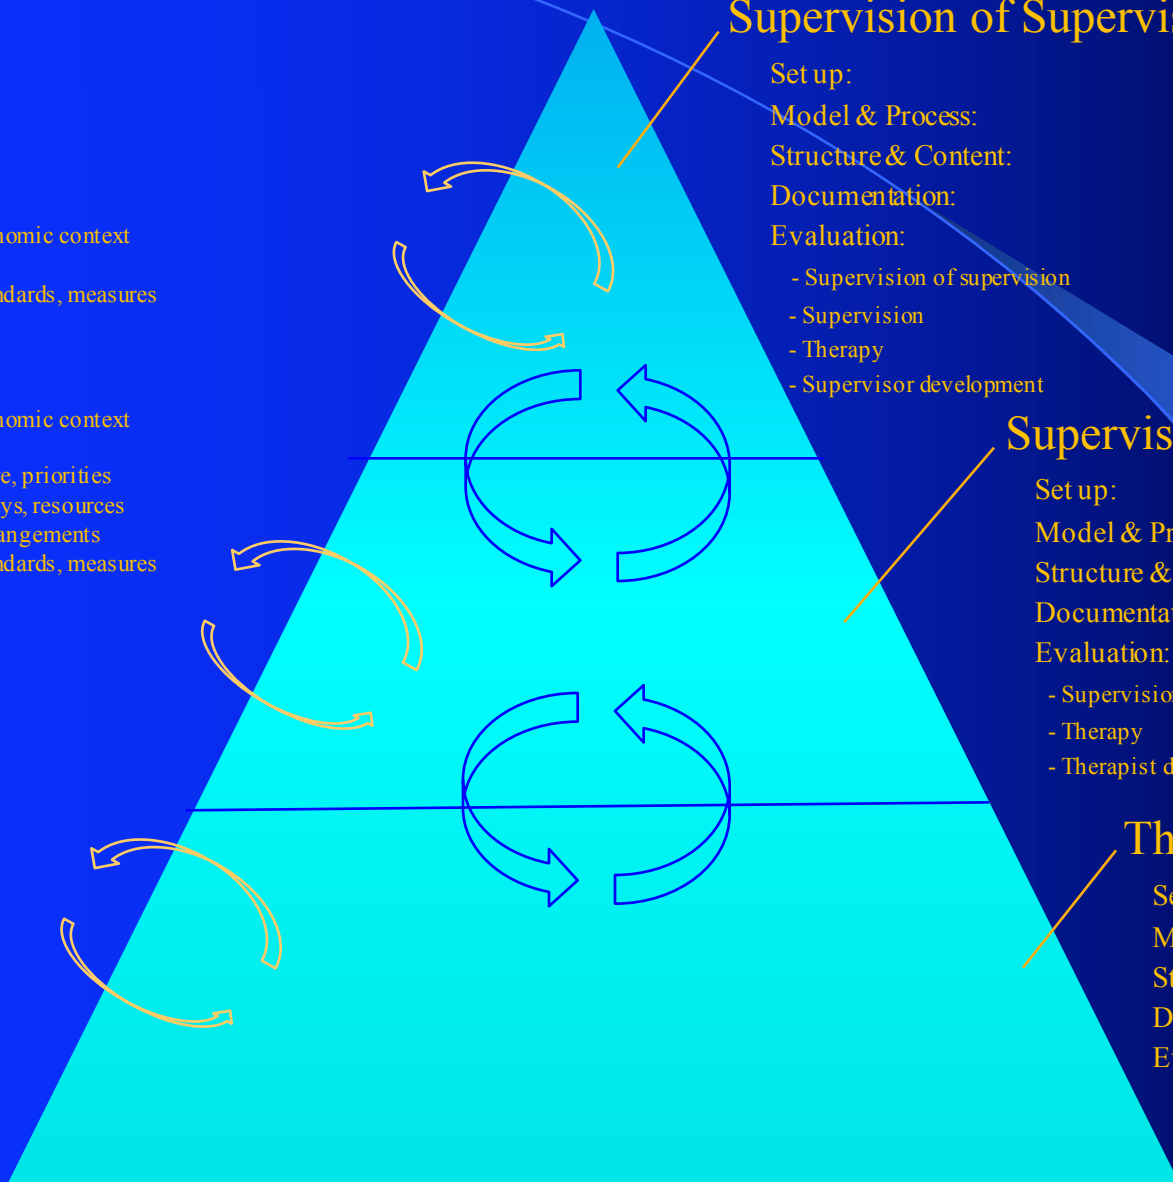 Supervision of Supervis
Set up:
Model & Process:
Structure & Content:
Documentation:
Evaluation:
- Supervision of supervision
- Supervision
- Therapy
- Supervisor development
nomic context
ndards, measures
nomic context
e, priorities
ys, resources
angements
ndards, measures
Supervis
Set up:
Model & Pr
Structure &
Documenta
Evaluation:
- Supervisio
- Therapy
- Therapist d
Th
Se
M
St
D
E